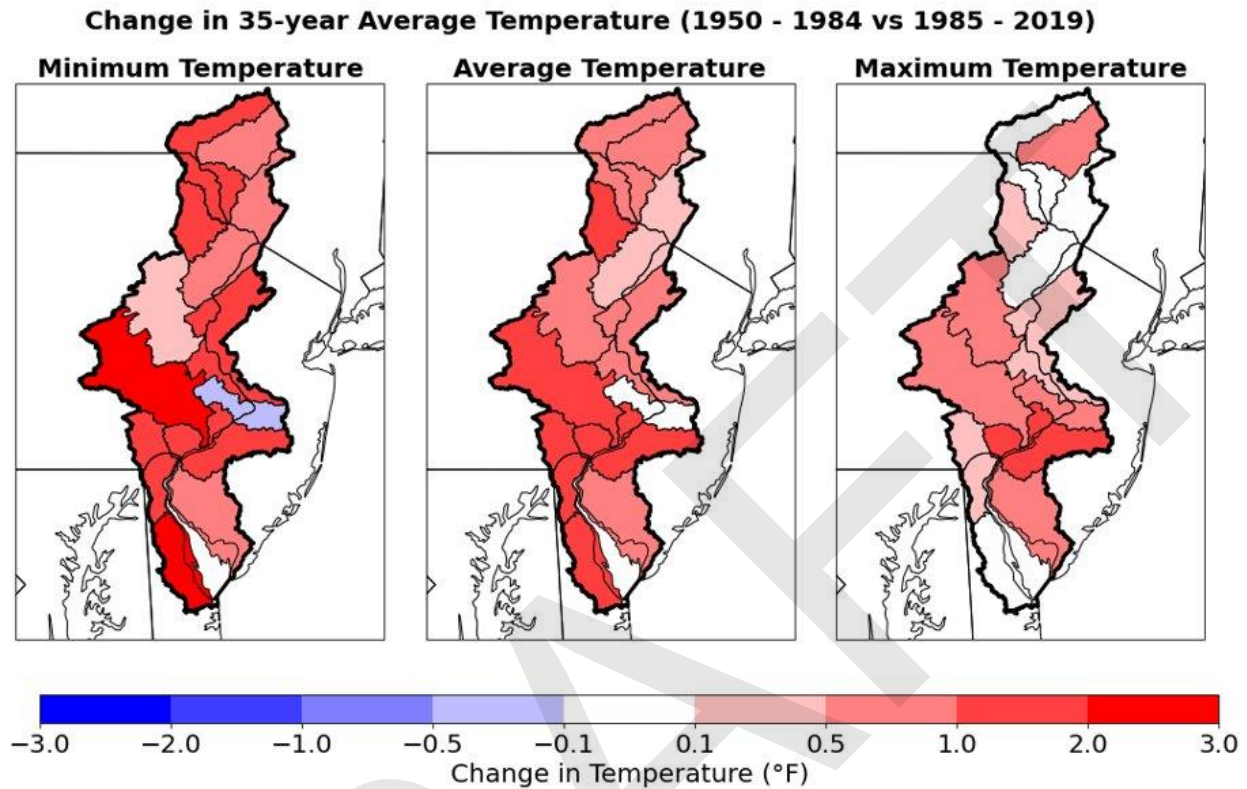 Change in 35-year Average Temperature (1950 - 1984 vs 1985 - 2019)
Minimum Temperature
Average Temperature
Maximum Temperature
−3.0 −2.0 −1.0 −0.5 −0.1 0.1 0.5 1.0 2.0 3.0
Change in Temperature (°F)